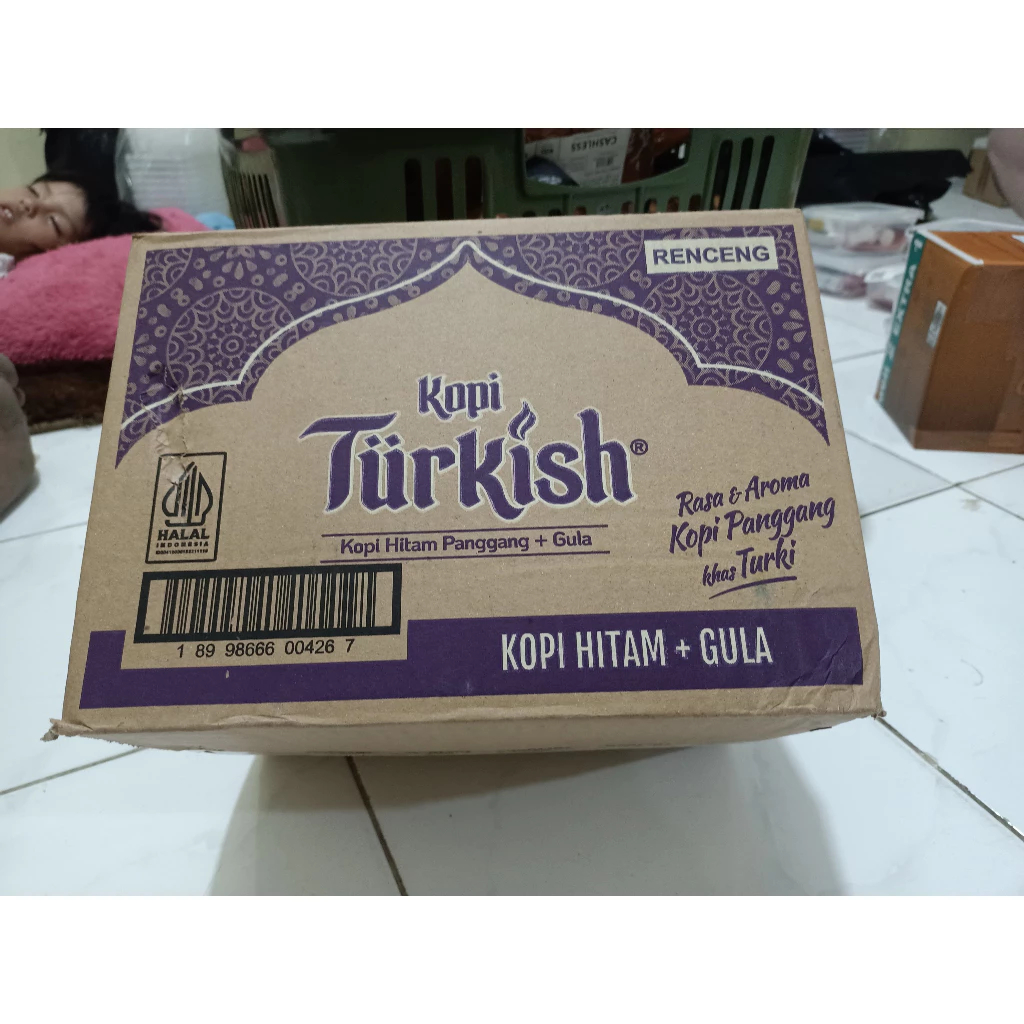 CASHLESS
RENCENG
Kopi
Türkish®
Kopi Hitam Panggang + Gula
Rasa & Aroma
Kopi Panggang
khas Turki
HALAL
INDONESIA
1 89 98666 00426 7
KOPI HITAM + GULA
EXTRA